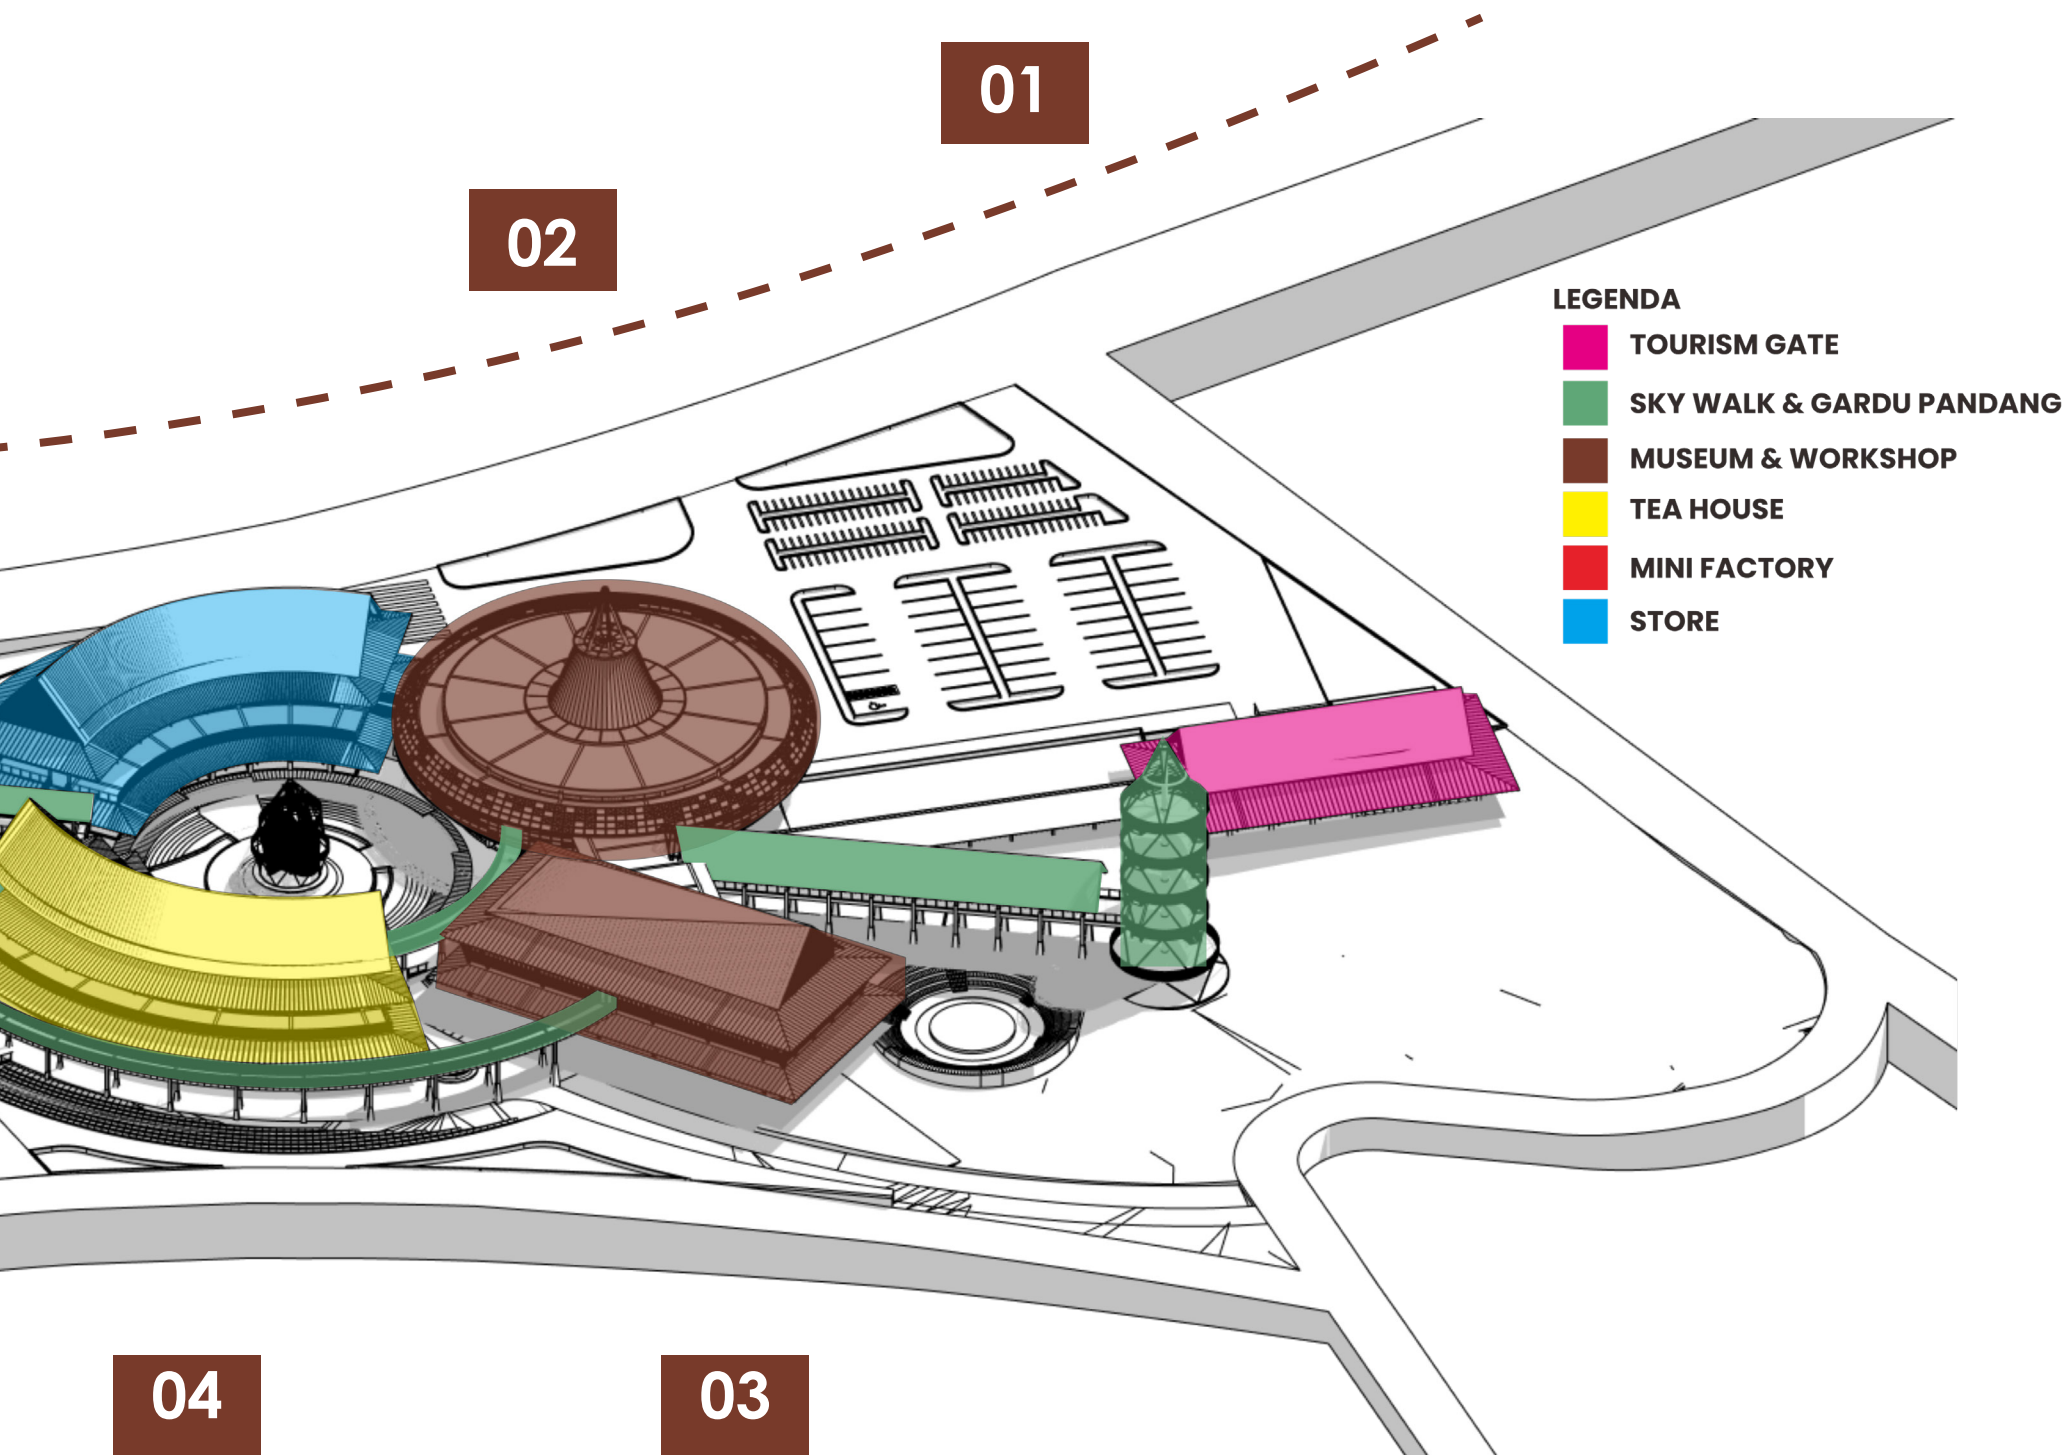 01
02
LEGENDA
TOURISM GATE
SKY WALK & GARDU PANDANG
MUSEUM & WORKSHOP
TEA HOUSE
MINI FACTORY
STORE
04
03